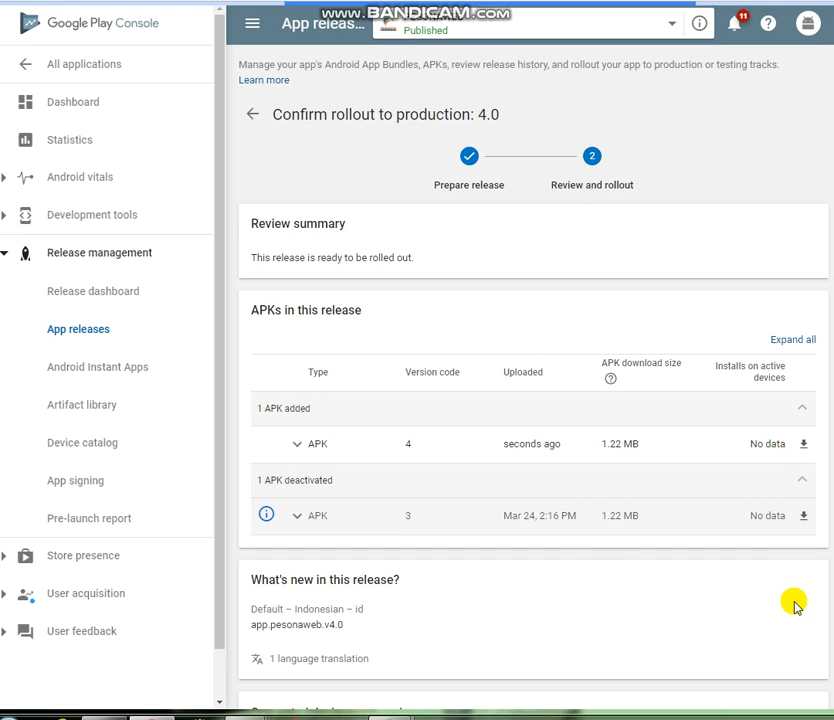 Google Play Console
All applications
Dashboard
Statistics
Android vitals
Development tools
Release management
Release dashboard
App releases
Android Instant Apps
Artifact library
Device catalog
App signing
Pre-launch report
Store presence
User acquisition
User feedback
App releas...
www.BANDICAM.com
Published
11
Manage your app's Android App Bundles, APKs, review release history, and rollout your app to production or testing tracks.
Learn more
Confirm rollout to production: 4.0
2
Prepare release
Review and rollout
Review summary
This release is ready to be rolled out.
APKs in this release
Expand all
Type Version code Uploaded APK download size Installs on active devices
1 APK added
APK 4 seconds ago 1.22 MB No data
1 APK deactivated
APK 3 Mar 24, 2:16 PM 1.22 MB No data
What's new in this release?
Default – Indonesian – id
app.pesonaweb.v4.0
1 language translation